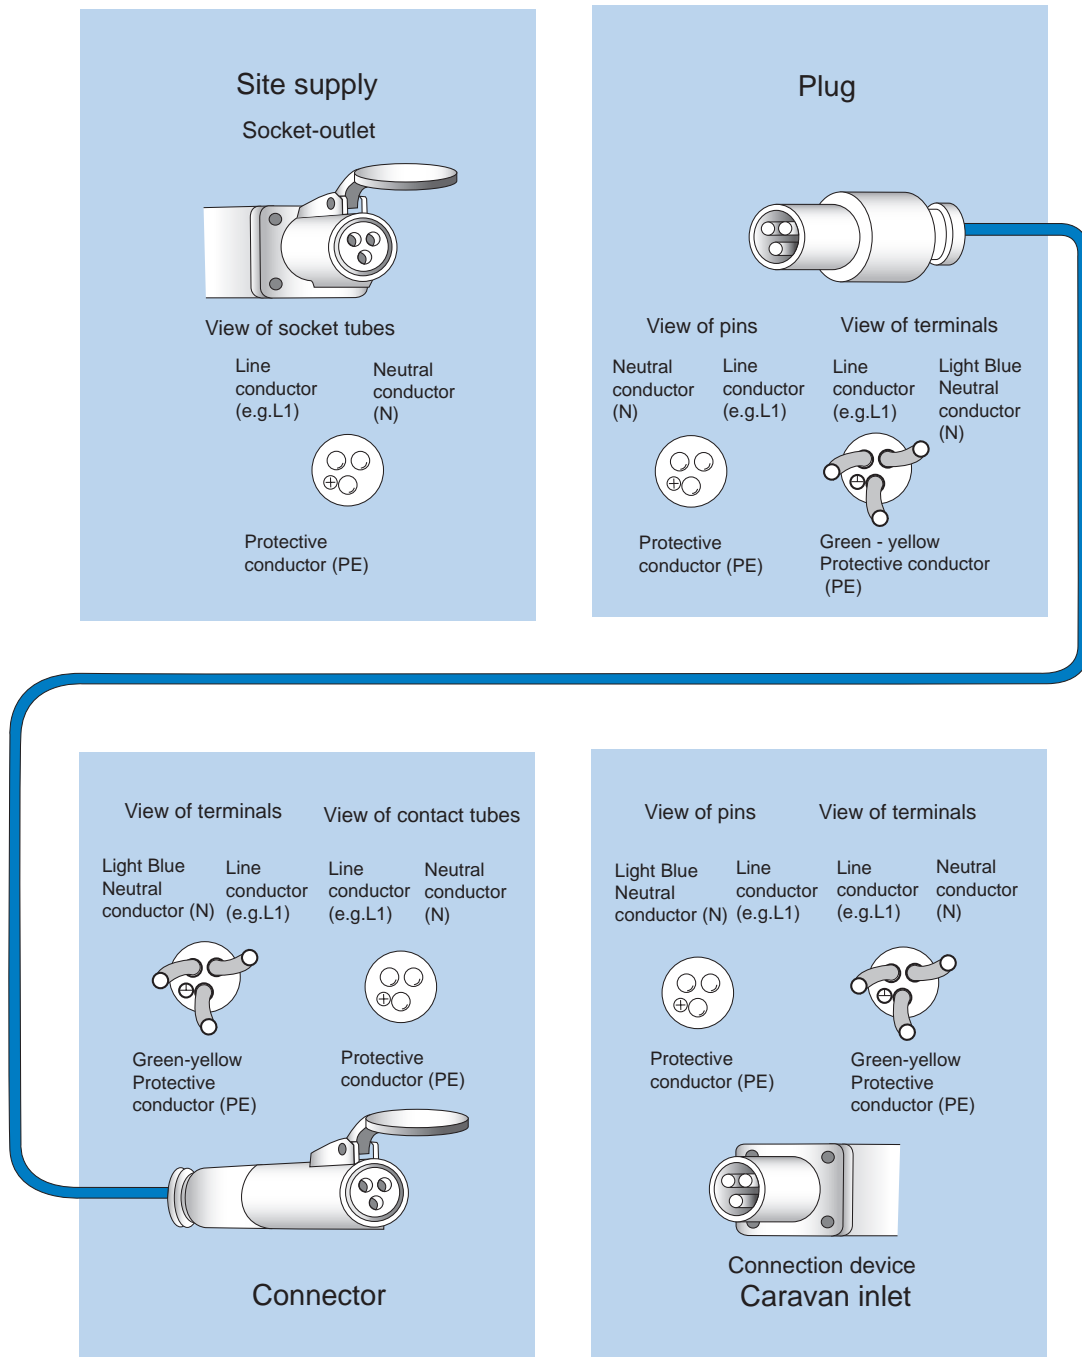 Site supply
Socket-outlet
View of socket tubes
Line
conductor
(e.g.L1)
Neutral
conductor
(N)
Protective
conductor (PE)
Plug
View of pins
View of terminals
Neutral
conductor
(N)
Line
conductor
(e.g.L1)
Line
conductor
(e.g.L1)
Light Blue
Neutral
conductor
(N)
Protective
conductor (PE)
Green - yellow
Protective conductor
(PE)
View of terminals
View of contact tubes
Light Blue
Neutral
conductor (N)
Line
conductor
(e.g.L1)
Line
conductor
(e.g.L1)
Neutral
conductor
(N)
Green-yellow
Protective
conductor (PE)
Protective
conductor (PE)
Connector
View of pins
View of terminals
Light Blue
Neutral
conductor (N)
Line
conductor
(e.g.L1)
Line
conductor
(e.g.L1)
Neutral
conductor
(N)
Protective
conductor (PE)
Green-yellow
Protective
conductor (PE)
Connection device
Caravan inlet